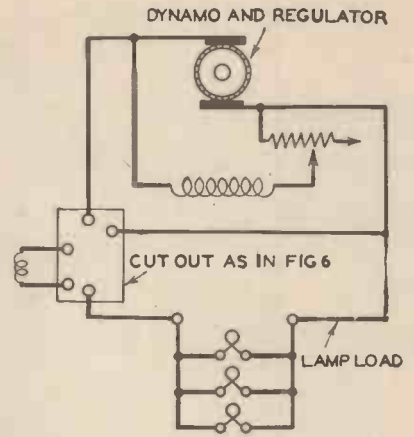 DYNAMO AND REGULATOR
CUT OUT AS IN FIG 6
LAMP LOAD